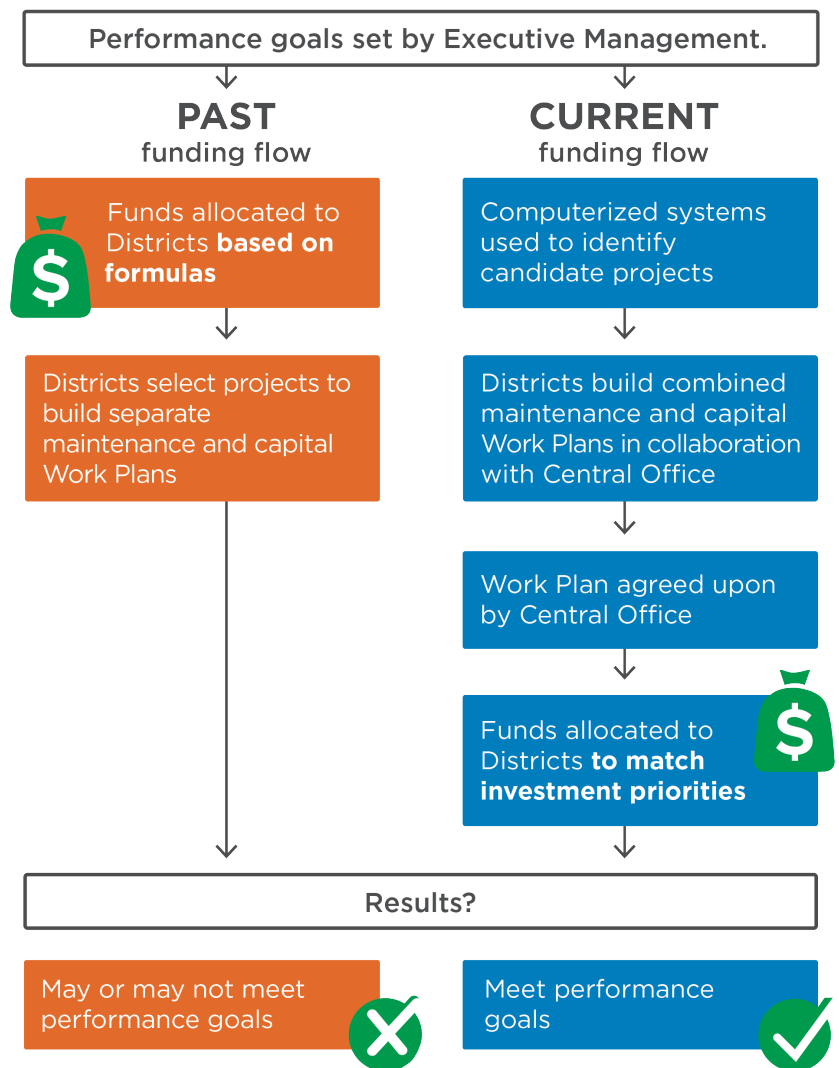 Performance goals set by Executive Management.
PAST
funding flow
Funds allocated to
Districts based on
formulas
$
Districts select projects to
build separate
maintenance and capital
Work Plans
CURRENT
funding flow
Computerized systems
used to identify
candidate projects
Districts build combined
maintenance and capital
Work Plans in collaboration
with Central Office
Work Plan agreed upon
by Central Office
Funds allocated to
Districts to match
investment priorities
$
Results?
May or may not meet
performance goals
Meet performance
goals